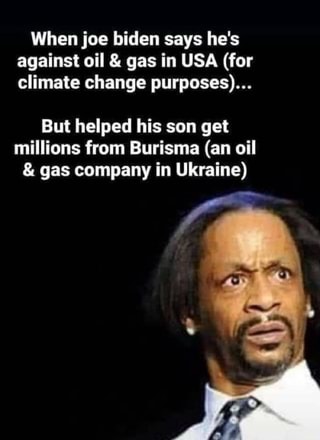 When joe biden says he's
against oil & gas in USA (for
climate change purposes)...
But helped his son get
millions from Burisma (an oil
& gas company in Ukraine)